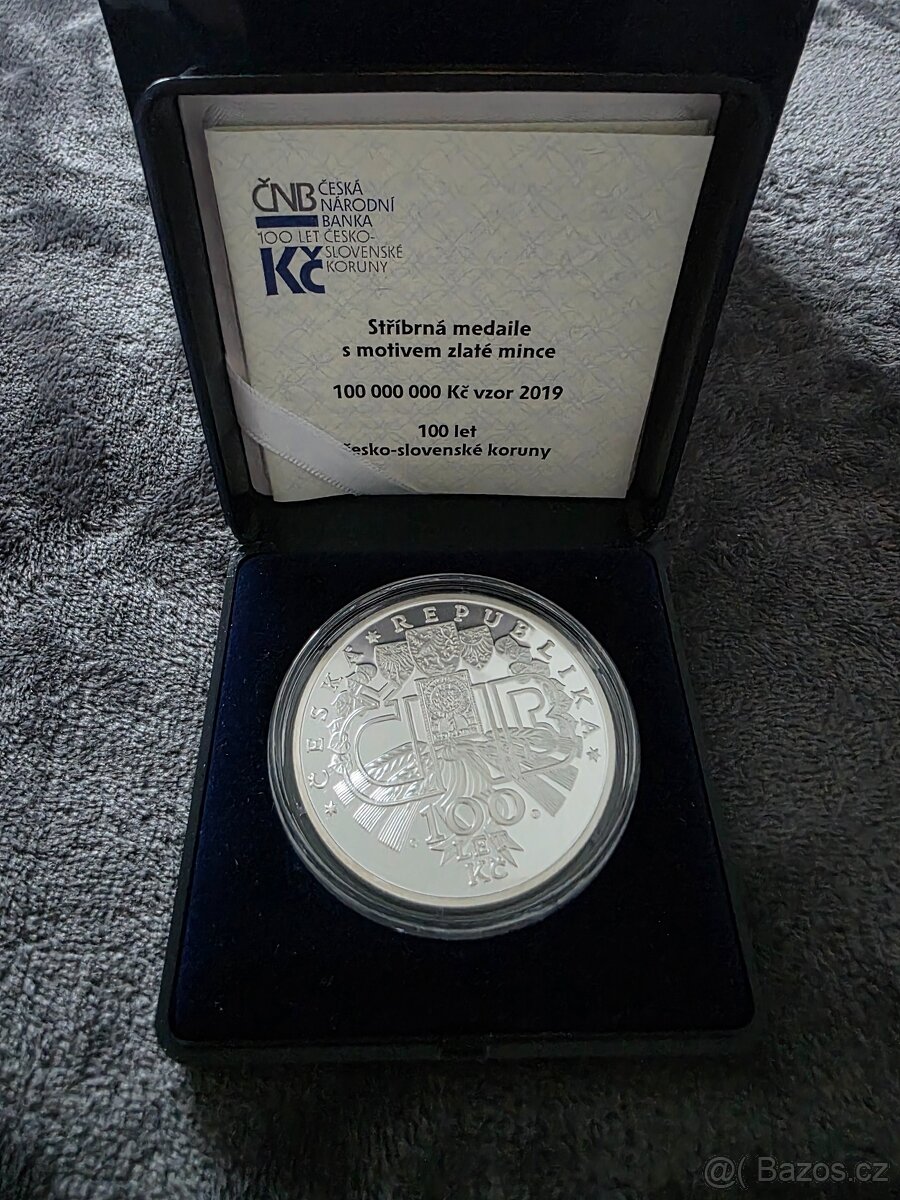 ČNB ČESKÁ
NÁRODNÍ
BANKA
100 LET ČESKO-
SLOVENSKÉ
Kč KORUNY
Stříbrná medaile
s motivem zlaté mince
100 000 000 Kč vzor 2019
100 let
česko-slovenské koruny
* ČESKÁ * REPUBLIKA *
ČNB
100
LET
Kč
@( Bazos.cz